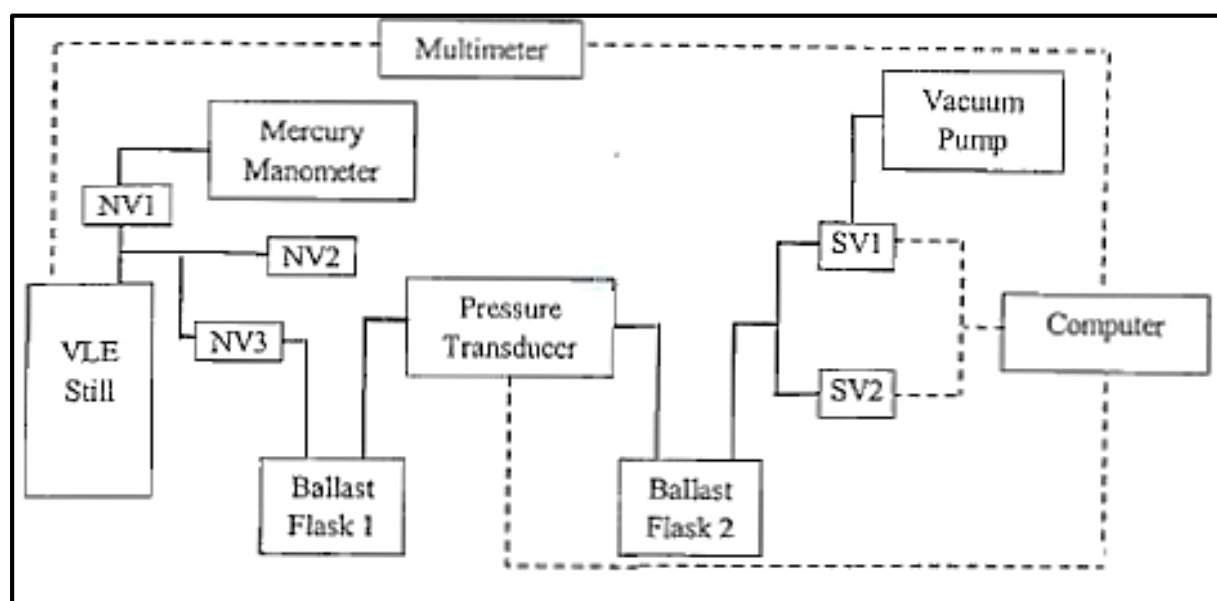 Multimeter
Vacuum
Pump
Mercury
Manometer
NV1
SV1
NV2
Pressure
Transducer
Computer
NV3
VLE
Still
SV2
Ballast
Flask 1
Ballast
Flask 2